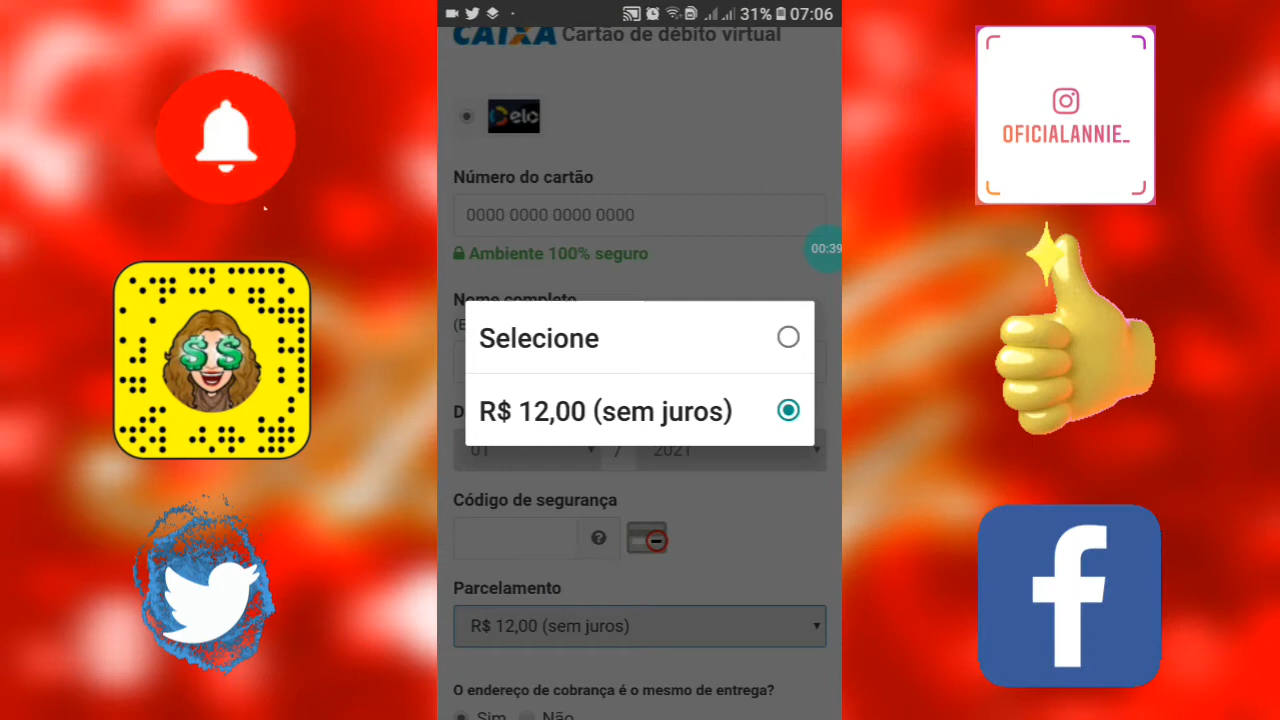 31% 07:06
CAIXA Cartão de débito virtual
elo
Número do cartão
0000 0000 0000 0000
Ambiente 100% seguro
00:39
Nome completo
(E
Selecione
R$ 12,00 (sem juros)
D
01 / 2021
Código de segurança
?
Parcelamento
R$ 12,00 (sem juros)
O endereço de cobrança é o mesmo de entrega?
Sim Não
OFICIALANNIE_
$ $
f